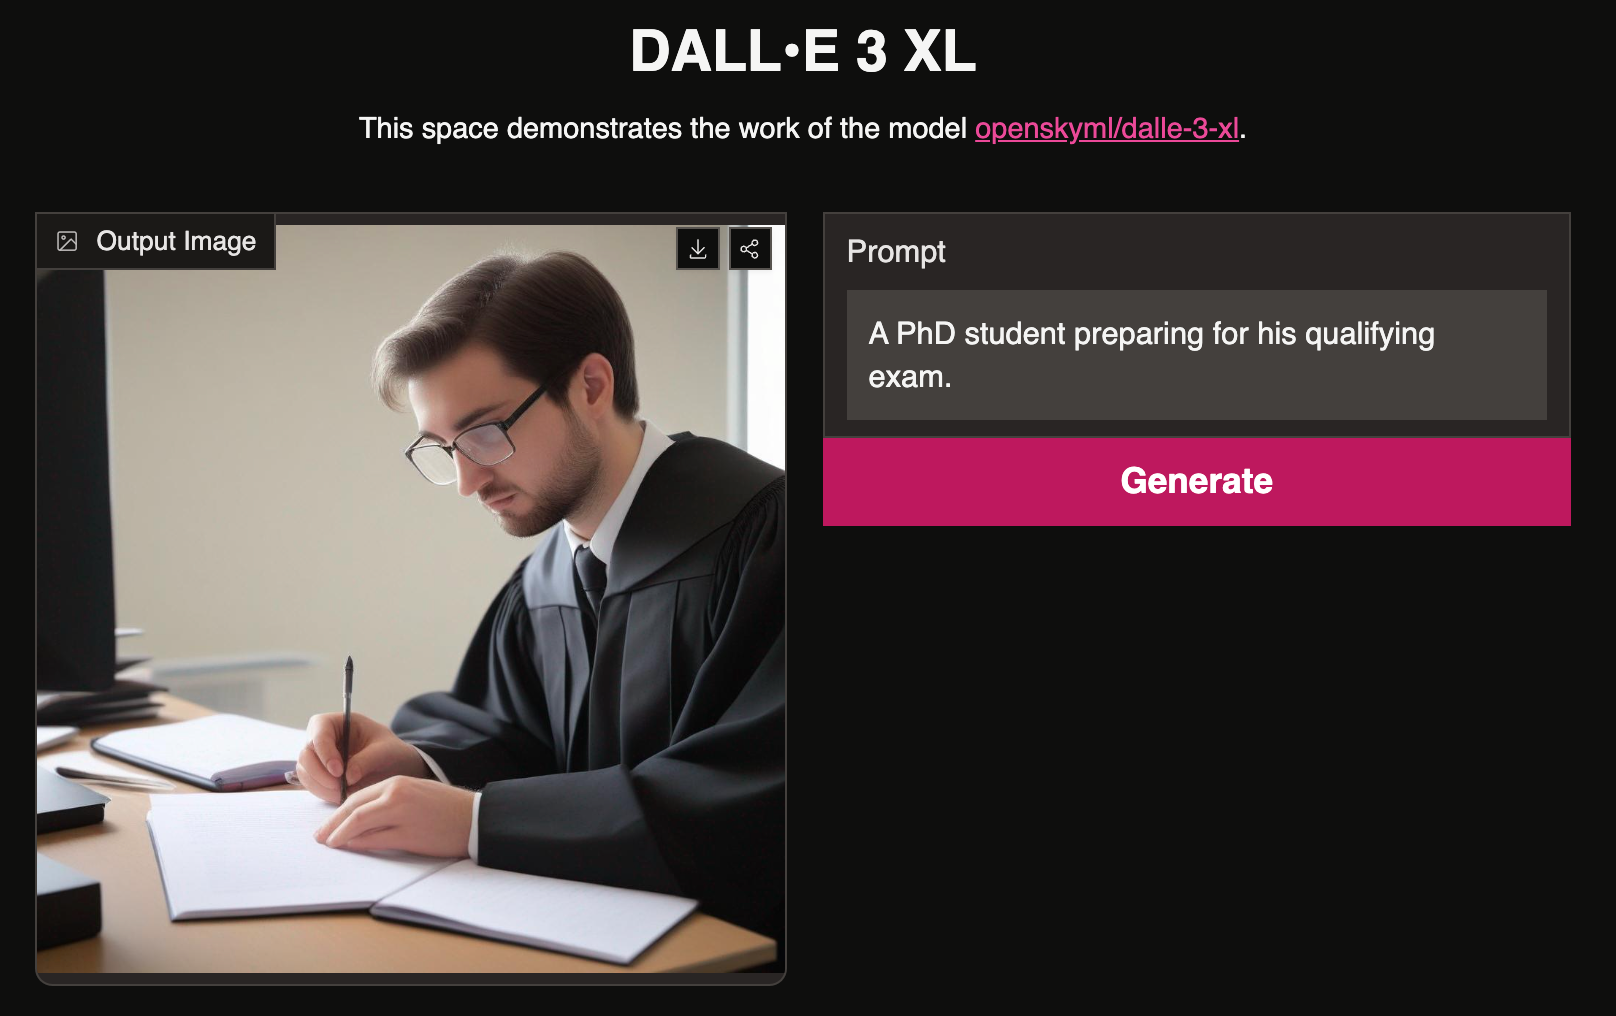 DALL•E 3 XL
This space demonstrates the work of the model openskyml/dalle-3-xl.
Output Image
Prompt
A PhD student preparing for his qualifying
exam.
Generate